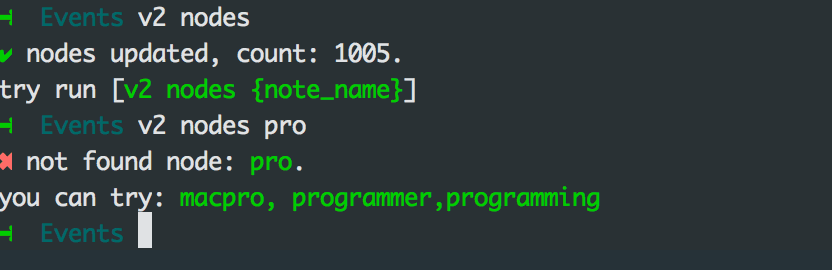 Events v2 nodes
✔ nodes updated, count: 1005.
try run [v2 nodes {note_name}]
Events v2 nodes pro
✖ not found node: pro.
you can try: macpro, programmer,programming
Events